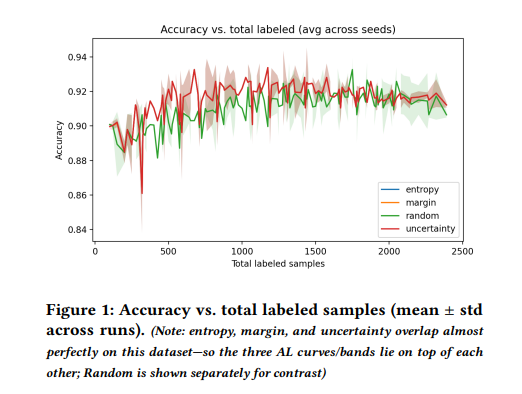 Accuracy vs. total labeled (avg across seeds)
0.94
0.92
0.90
0.88
0.86
0.84
Accuracy
entropy
margin
random
uncertainty
0 500 1000 1500 2000 2500
Total labeled samples
Figure 1: Accuracy vs. total labeled samples (mean ± std
across runs). (Note: entropy, margin, and uncertainty overlap almost
perfectly on this dataset—so the three AL curves/bands lie on top of each
other; Random is shown separately for contrast)